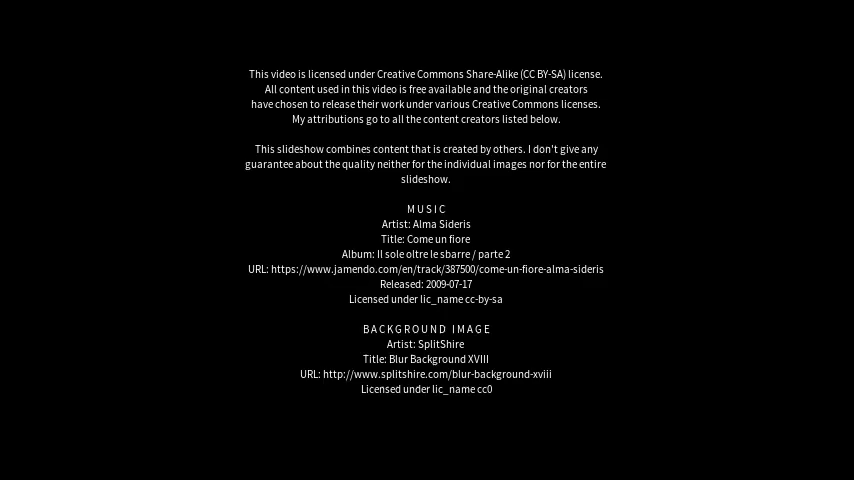 This video is licensed under Creative Commons Share-Alike (CC BY-SA) license.
All content used in this video is free available and the original creators
have chosen to release their work under various Creative Commons licenses.
My attributions go to all the content creators listed below.
This slideshow combines content that is created by others. I don't give any
guarantee about the quality neither for the individual images nor for the entire
slideshow.
MUSIC
Artist: Alma Sideris
Title: Come un fiore
Album: Il sole oltre le sbarre / parte 2
URL: https://www.jamendo.com/en/track/387500/come-un-fiore-alma-sideris
Released: 2009-07-17
Licensed under lic_name cc-by-sa
BACKGROUND IMAGE
Artist: SplitShire
Title: Blur Background XVIII
URL: http://www.splitshire.com/blur-background-xviii
Licensed under lic_name cc0